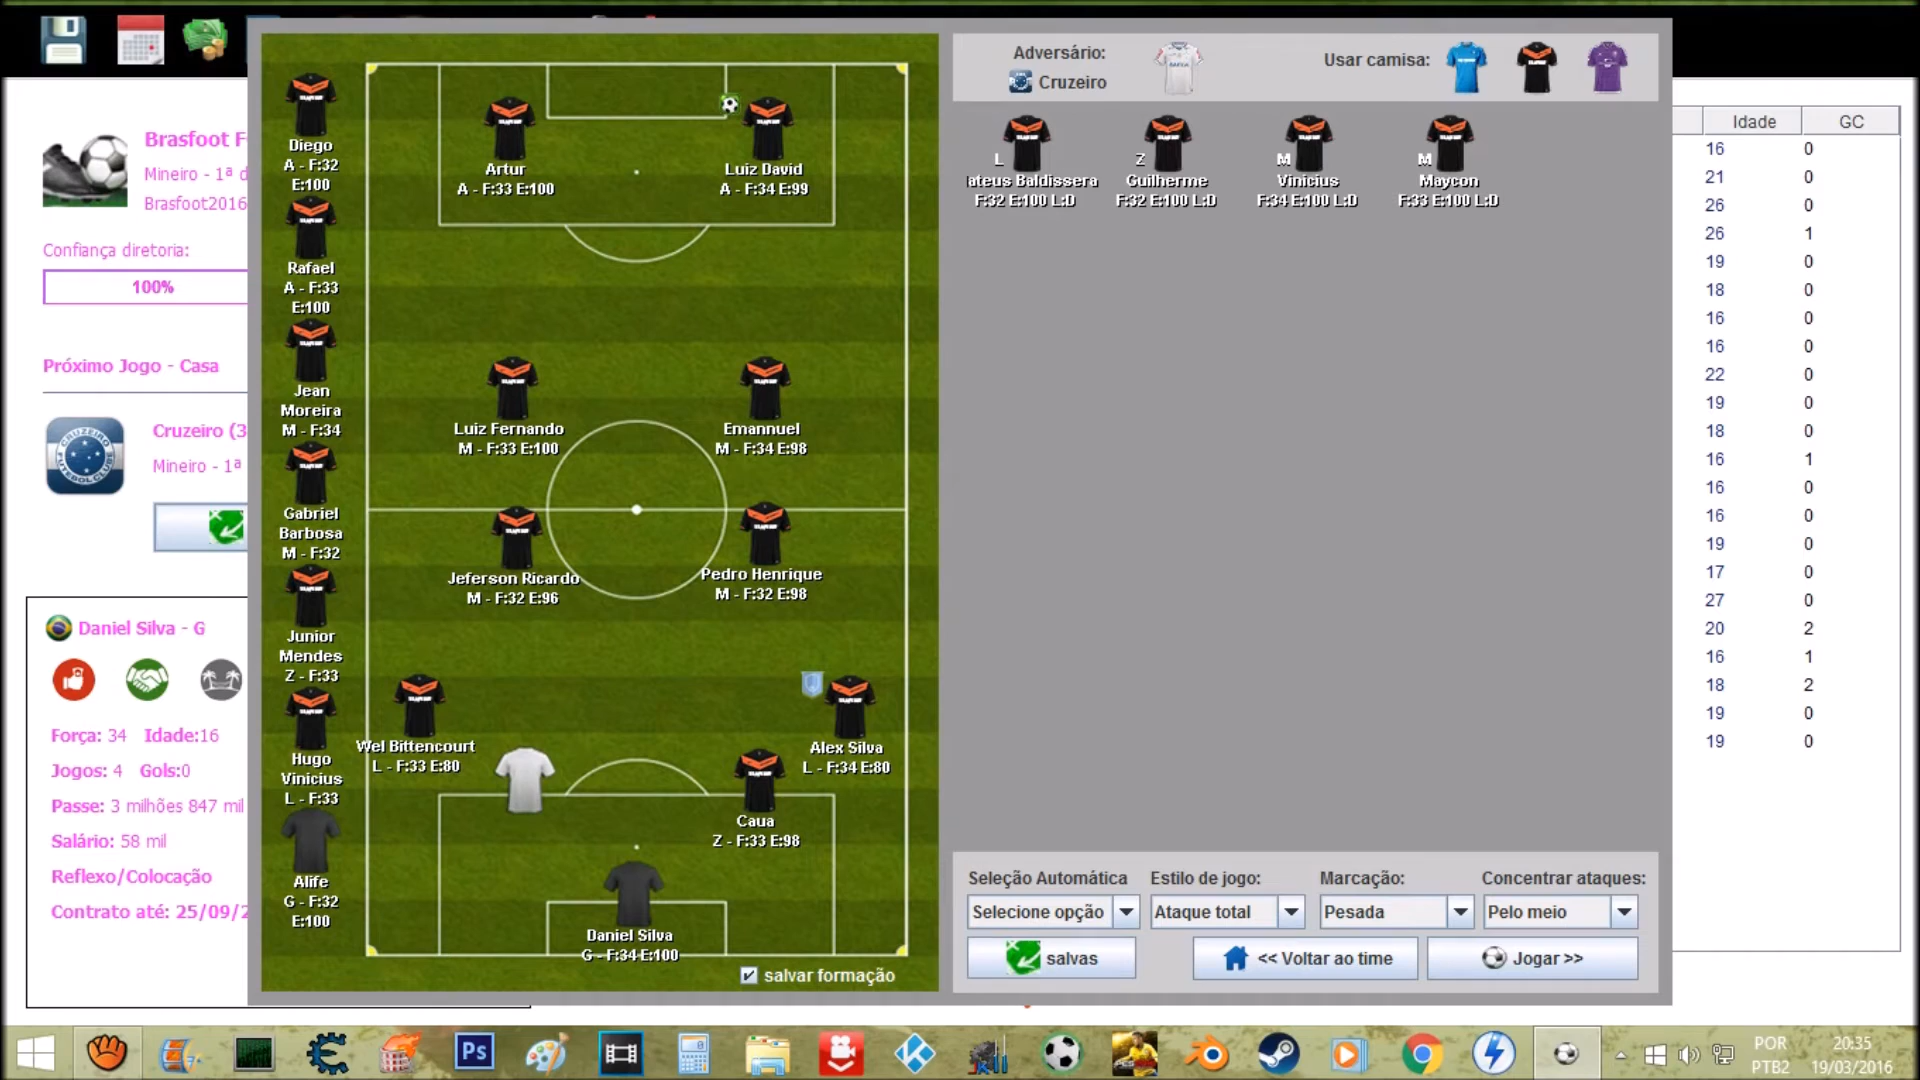 Brasfoot F
Mineiro - 1ª d
Brasfoot2016
Confiança diretoria:
100%
Próximo Jogo - Casa
Cruzeiro (3
Mineiro - 1ª
Daniel Silva - G
Força: 34 Idade:16
Jogos: 4 Gols:0
Passe: 3 milhões 847 mil
Salário: 58 mil
Reflexo/Colocação
Contrato até: 25/09/2
Diego
A - F:32
E:100
Rafael
A - F:33
E:100
Jean
Moreira
M - F:34
Gabriel
Barbosa
M - F:32
Junior
Mendes
Z - F:33
Hugo
Vinicius
L - F:33
Alife
G - F:32
E:100
Artur
A - F:33 E:100
Luiz David
A - F:34 E:99
Luiz Fernando
M - F:33 E:100
Emannuel
M - F:34 E:98
Jeferson Ricardo
M - F:32 E:96
Pedro Henrique
M - F:32 E:98
Wel Bittencourt
L - F:33 E:80
Alex Silva
L - F:34 E:80
Caua
Z - F:33 E:98
Daniel Silva
G - F:34 E:100
salvar formação
Adversário:
Cruzeiro
Usar camisa:
L
ateus Baldissera
F:32 E:100 L:D
Z
Guilherme
F:32 E:100 L:D
M
Vinícius
F:34 E:100 L:D
M
Maycon
F:33 E:100 L:D
Seleção Automática Estilo de jogo: Marcação: Concentrar ataques:
Selecione opção Ataque total Pesada Pelo meio
salvas << Voltar ao time Jogar >>
Idade GC
16 0
21 0
26 0
26 1
19 0
18 0
16 0
16 0
22 0
19 0
18 0
16 1
16 0
16 0
19 0
17 0
27 0
20 2
16 1
18 2
19 0
19 0
Ps
POR
PTB2
20:35
19/03/2016